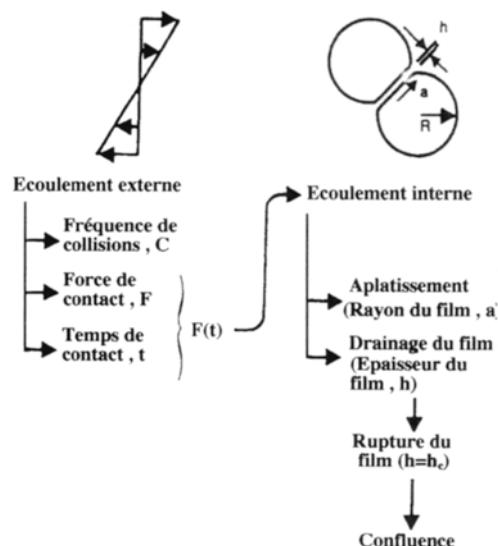 h
a
R
Ecoulement externe
Fréquence de
collisions , C
Force de
contact , F
Temps de
contact , t
F(t)
Ecoulement interne
Aplatissement
(Rayon du film , a)
Drainage du film
(Epaisseur du
film , h)
Rupture du
film (h=hc)
Confluence